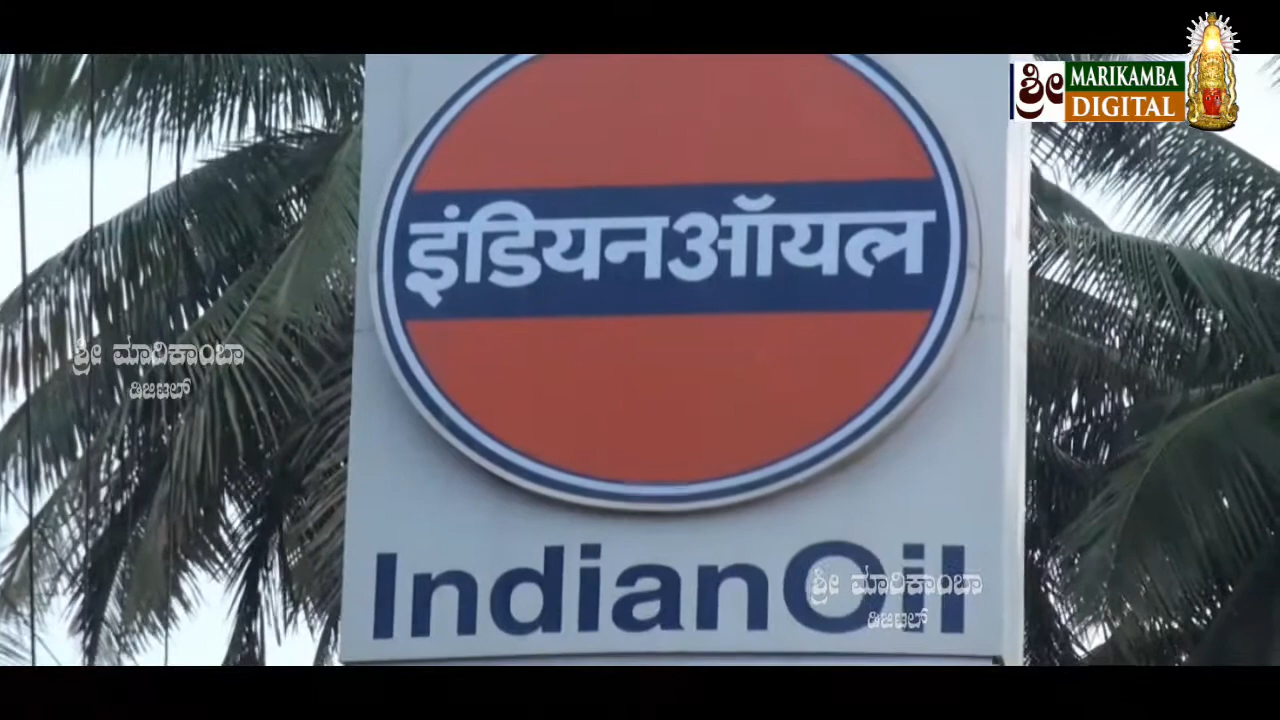 ಶ್ರೀ MARIKAMBA
DIGITAL
इंडियनऑयल
ಶ್ರೀ ಮಾರಿಕಾಂಬಾ
ಡಿಜಿಟಲ್
IndianOil
ಶ್ರೀ ಮಾರಿಕಾಂಬಾ
ಡಿಜಿಟಲ್